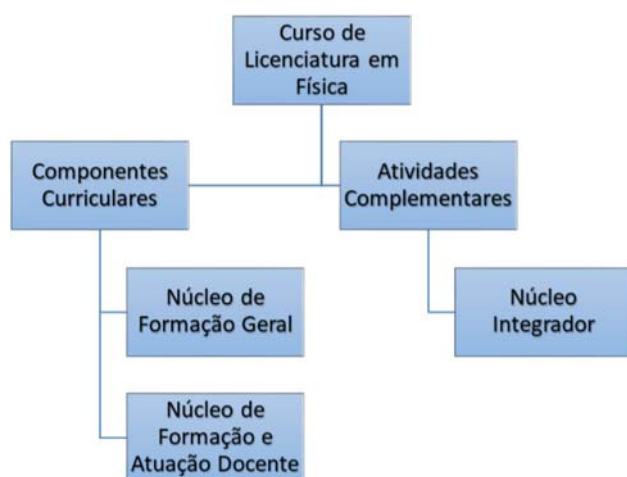 Curso de
Licenciatura em
Física
Componentes
Curriculares
Atividades
Complementares
Núcleo de
Formação Geral
Núcleo
Integrador
Núcleo de
Formação e
Atuação Docente